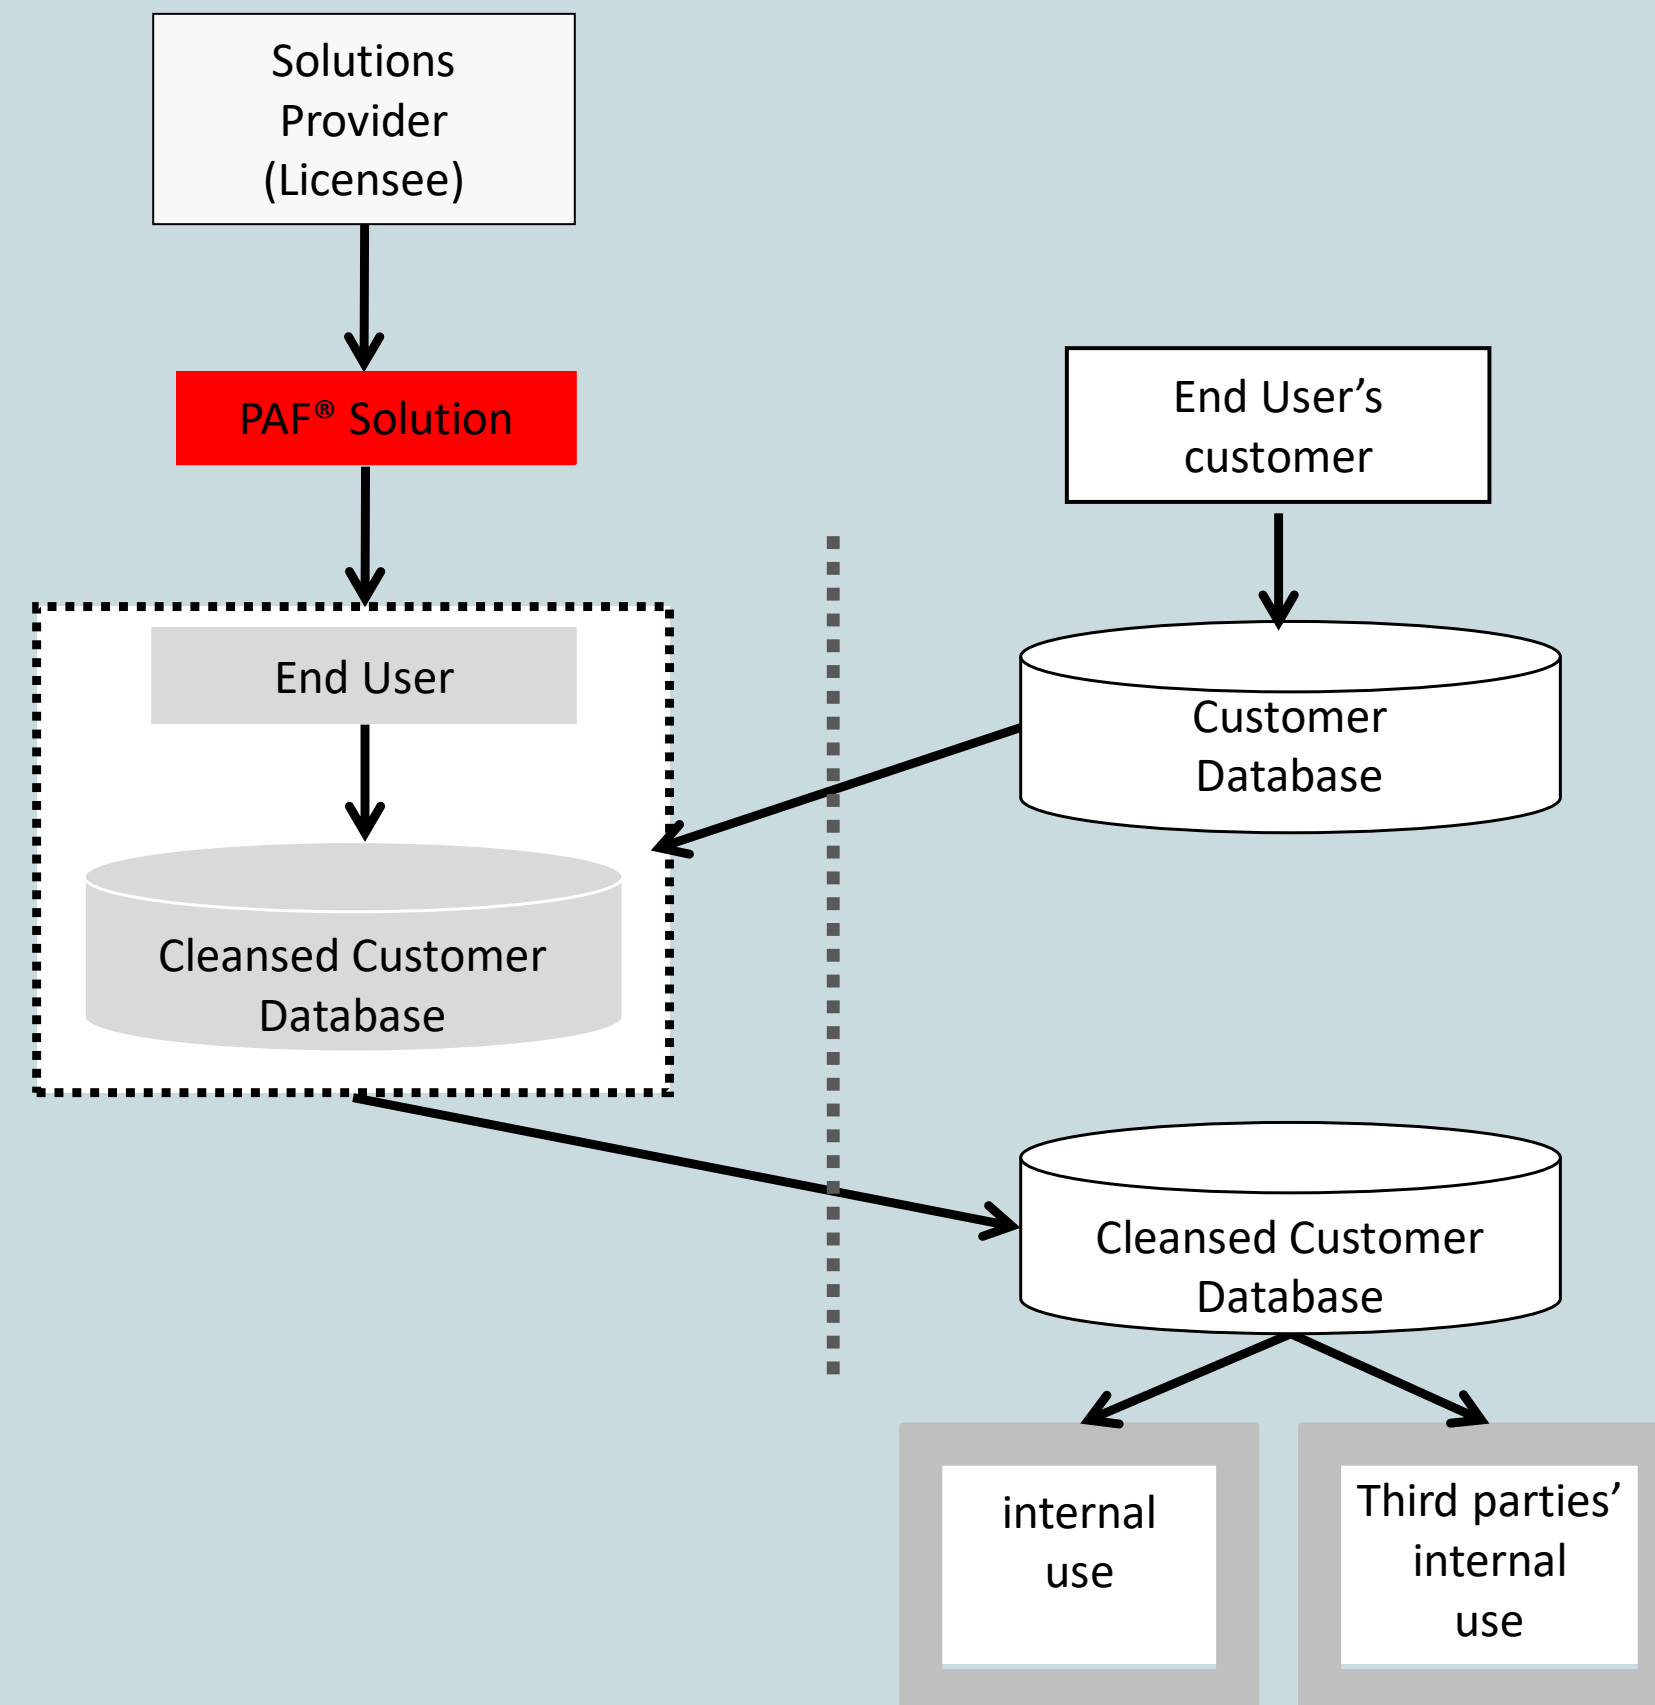 Solutions
Provider
(Licensee)
PAF® Solution
End User’s
customer
End User
Customer
Database
Cleansed Customer
Database
Cleansed Customer
Database
internal
use
Third parties’
internal
use